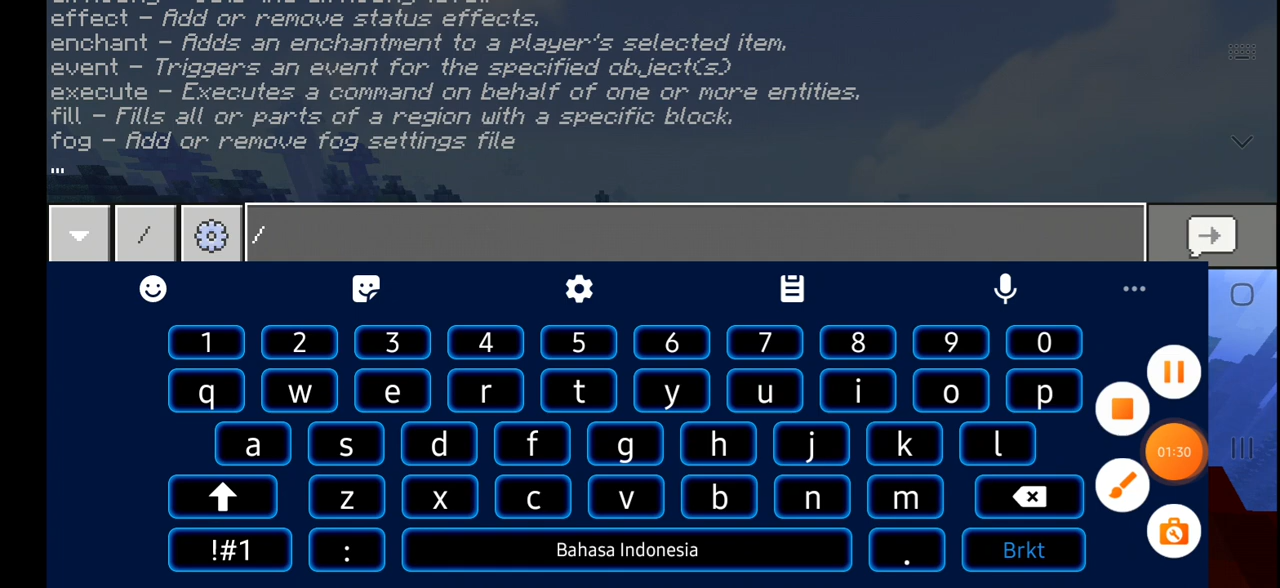 effect – Add or remove status effects.
enchant – Adds an enchantment to a player's selected item.
event – Triggers an event for the specified object(s)
execute – Executes a command on behalf of one or more entities.
fill – Fills all or parts of a region with a specific block.
fog – Add or remove fog settings file
...
/ /
1 2 3 4 5 6 7 8 9 0
q w e r t y u i o p
a s d f g h j k l
01:30
z x c v b n m
!#1 : Bahasa Indonesia . Brkt